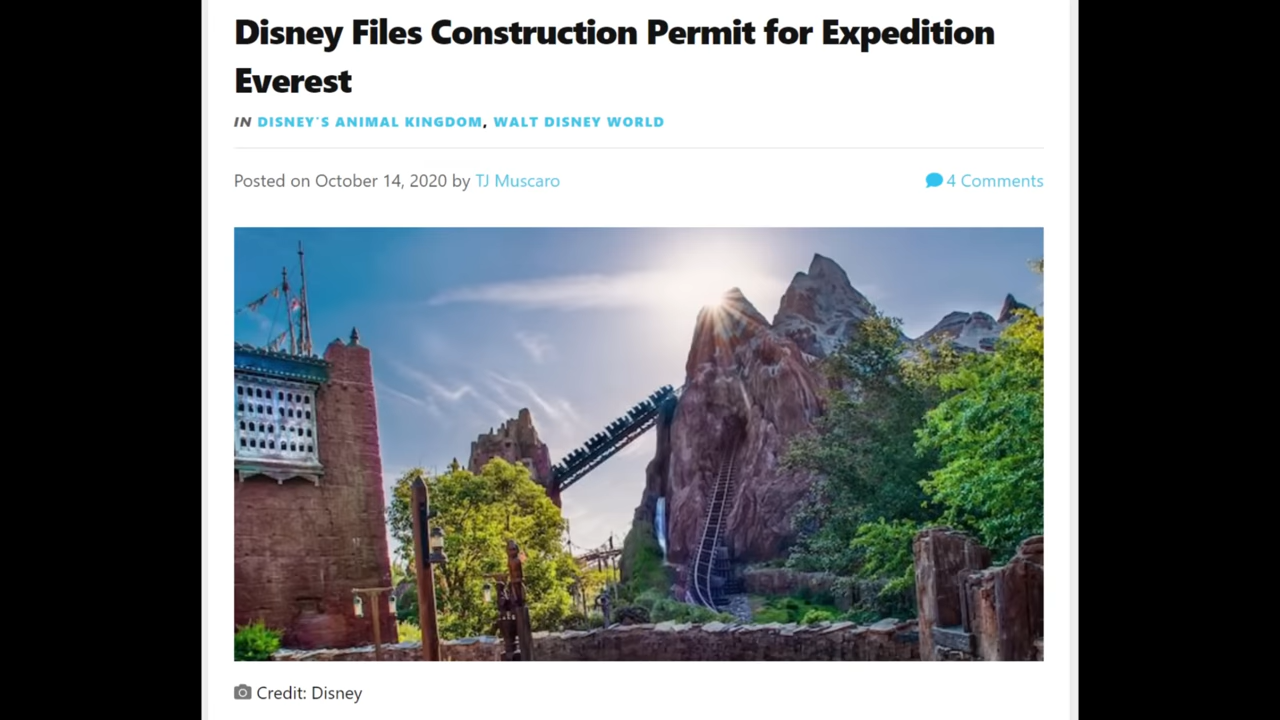 Disney Files Construction Permit for Expedition
Everest
IN DISNEY'S ANIMAL KINGDOM, WALT DISNEY WORLD
Posted on October 14, 2020 by TJ Muscaro
4 Comments
Credit: Disney